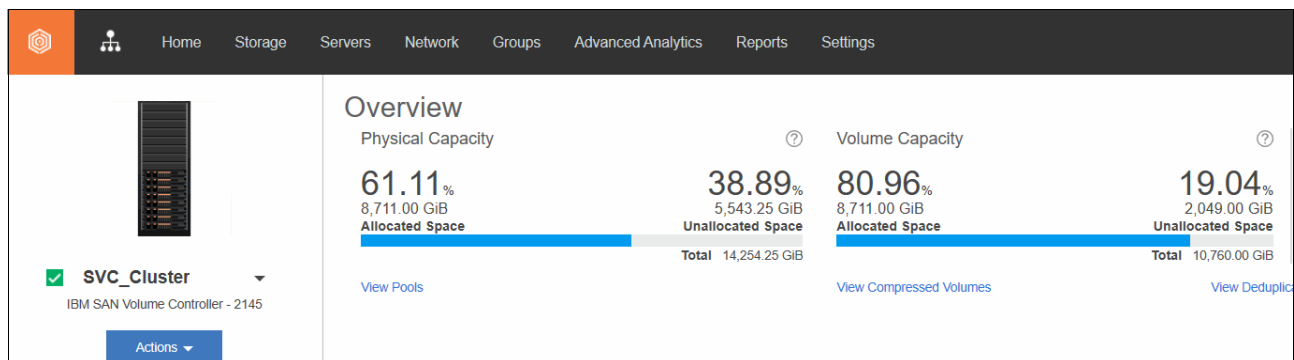 Home Storage Servers Network Groups Advanced Analytics Reports Settings
SVC_Cluster
IBM SAN Volume Controller - 2145
Actions
Overview
Physical Capacity ?
61.11% 38.89%
8,711.00 GiB 5,543.25 GiB
Allocated Space Unallocated Space
Total 14,254.25 GiB
View Pools
Volume Capacity ?
80.96% 19.04%
8,711.00 GiB 2,049.00 GiB
Allocated Space Unallocated Space
Total 10,760.00 GiB
View Compressed Volumes View Deduplica